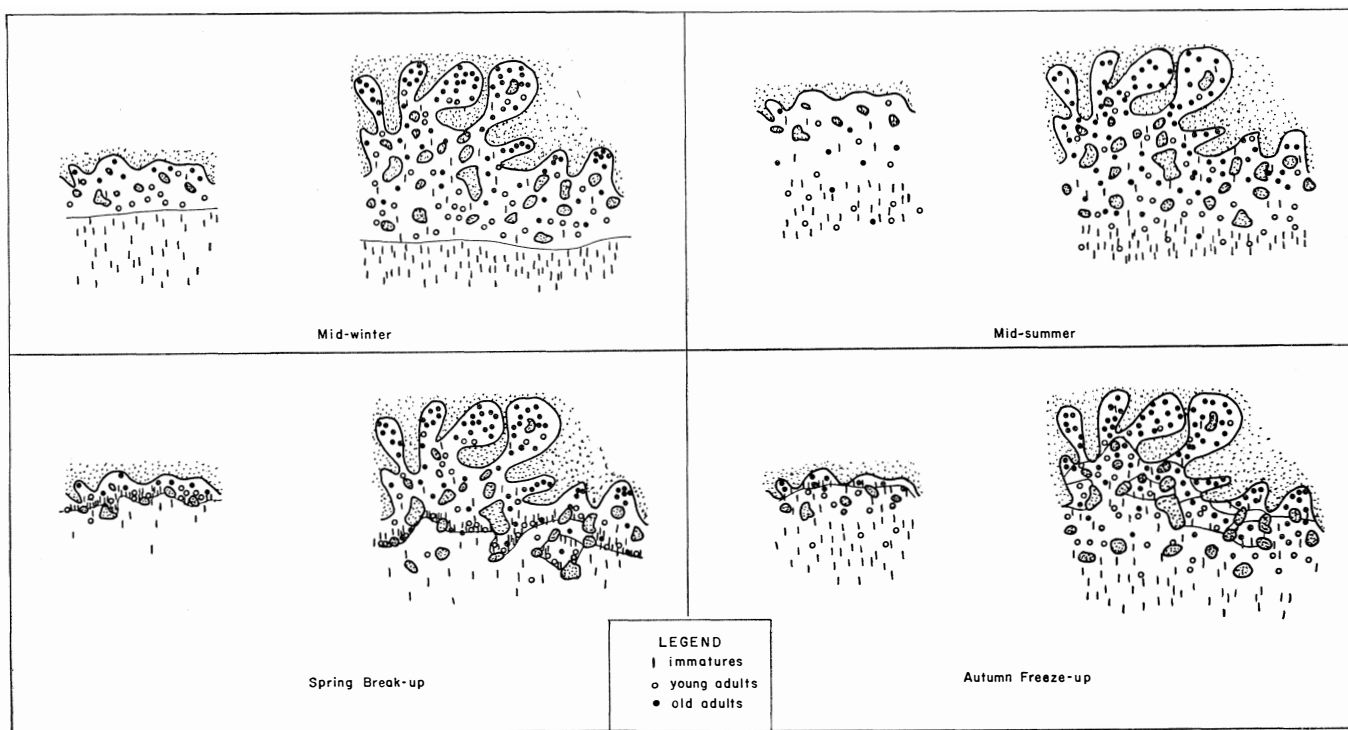 Mid-winter
Mid-summer
Spring Break-up
Autumn Freeze-up
LEGEND
immatures
young adults
old adults